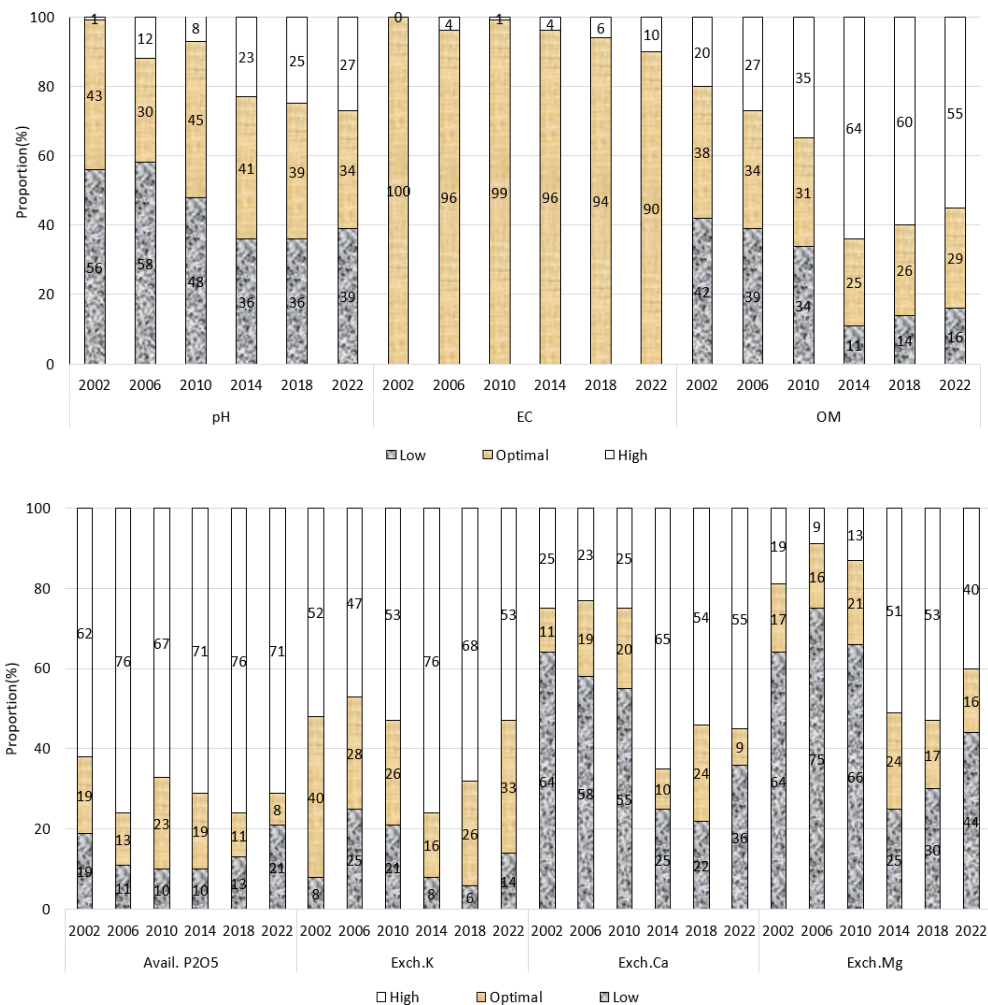 Proportion(%)
100
80
60
40
20
0
1 12 8 23 25 27 0 4 1 4 6 10 20 27 35 64 60 55
43 30 45 41 39 34 100 96 99 96 94 90 38 34 31 25 26 29
56 58 48 36 36 39 42 39 34 11 14 16
2002 2006 2010 2014 2018 2022 2002 2006 2010 2014 2018 2022 2002 2006 2010 2014 2018 2022
pH EC OM
Low Optimal High
Proportion(%)
100
80
60
40
20
0
62 76 67 71 76 71 52 47 53 76 68 53 25 23 25 65 54 55 19 9 13 51 53 40
19 13 23 19 11 8 40 28 26 16 26 33 11 19 20 10 24 9 17 16 21 24 17 16
19 11 10 10 13 21 8 25 21 8 6 14 64 58 55 25 22 36 64 75 66 25 30 44
2002 2006 2010 2014 2018 2022 2002 2006 2010 2014 2018 2022 2002 2006 2010 2014 2018 2022 2002 2006 2010 2014 2018 2022
Avail. P2O5 Exch.K Exch.Ca Exch.Mg
High Optimal Low